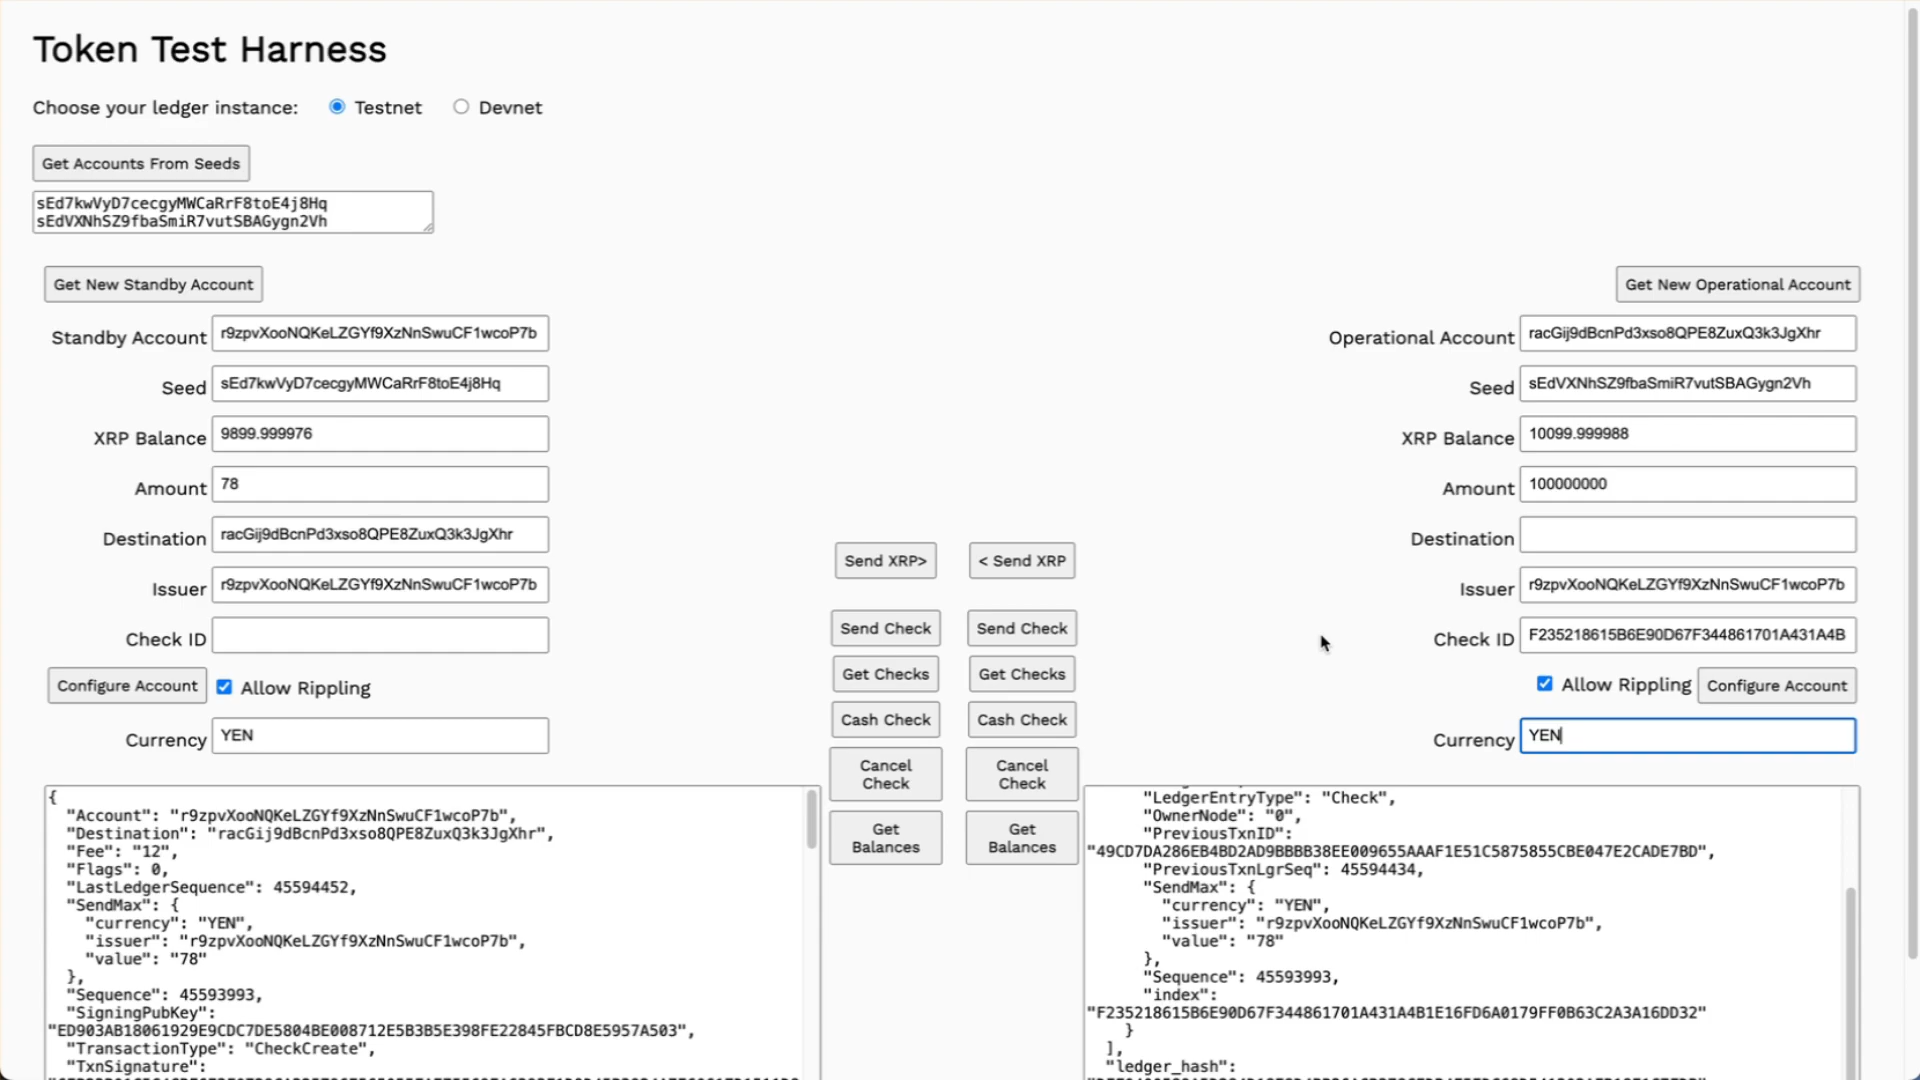 Token Test Harness
Choose your ledger instance: Testnet Devnet
Get Accounts From Seeds
sEd7kwVyD7cecgyMWCaRrF8toE4j8Hq
sEdVXNhSZ9fbaSmiR7vutSBAGygn2Vh
Get New Standby Account
Standby Account r9zpvXooNQKeLZGYf9XzNnSwuCF1wcoP7b
Seed sEd7kwVyD7cecgyMWCaRrF8toE4j8Hq
XRP Balance 9899.999976
Amount 78
Destination racGij9dBcnPd3xso8QPE8ZuxQ3k3JgXhr
Issuer r9zpvXooNQKeLZGYf9XzNnSwuCF1wcoP7b
Check ID
Configure Account Allow Rippling
Currency YEN
{
"Account": "r9zpvXooNQKeLZGYf9XzNnSwuCF1wcoP7b",
"Destination": "racGij9dBcnPd3xso8QPE8ZuxQ3k3JgXhr",
"Fee": "12",
"Flags": 0,
"LastLedgerSequence": 45594452,
"SendMax": {
"currency": "YEN",
"issuer": "r9zpvXooNQKeLZGYf9XzNnSwuCF1wcoP7b",
"value": "78"
},
"Sequence": 45593993,
"SigningPubKey":
"ED903AB18061929E9CDC7DE5804BE008712E5B3B5E398FE22845FBCD8E5957A503",
"TransactionType": "CheckCreate",
"TxnSignature":
Send XRP> < Send XRP
Send Check Send Check
Get Checks Get Checks
Cash Check Cash Check
Cancel Cancel
Check Check
Get Get
Balances Balances
Get New Operational Account
Operational Account racGij9dBcnPd3xso8QPE8ZuxQ3k3JgXhr
Seed sEdVXNhSZ9fbaSmiR7vutSBAGygn2Vh
XRP Balance 10099.999988
Amount 100000000
Destination
Issuer r9zpvXooNQKeLZGYf9XzNnSwuCF1wcoP7b
Check ID F235218615B6E90D67F344861701A431A4B
Allow Rippling Configure Account
Currency YEN
"LedgerEntryType": "Check",
"OwnerNode": "0",
"PreviousTxnID":
"49CD7DA286EB4BD2AD9BBBB38EE009655AAAF1E51C5875855CBE047E2CADE7BD",
"PreviousTxnLgrSeq": 45594434,
"SendMax": {
"currency": "YEN",
"issuer": "r9zpvXooNQKeLZGYf9XzNnSwuCF1wcoP7b",
"value": "78"
},
"Sequence": 45593993,
"index":
"F235218615B6E90D67F344861701A431A4B1E16FD6A0179FF0B63C2A3A16DD32"
}
],
"ledger_hash":